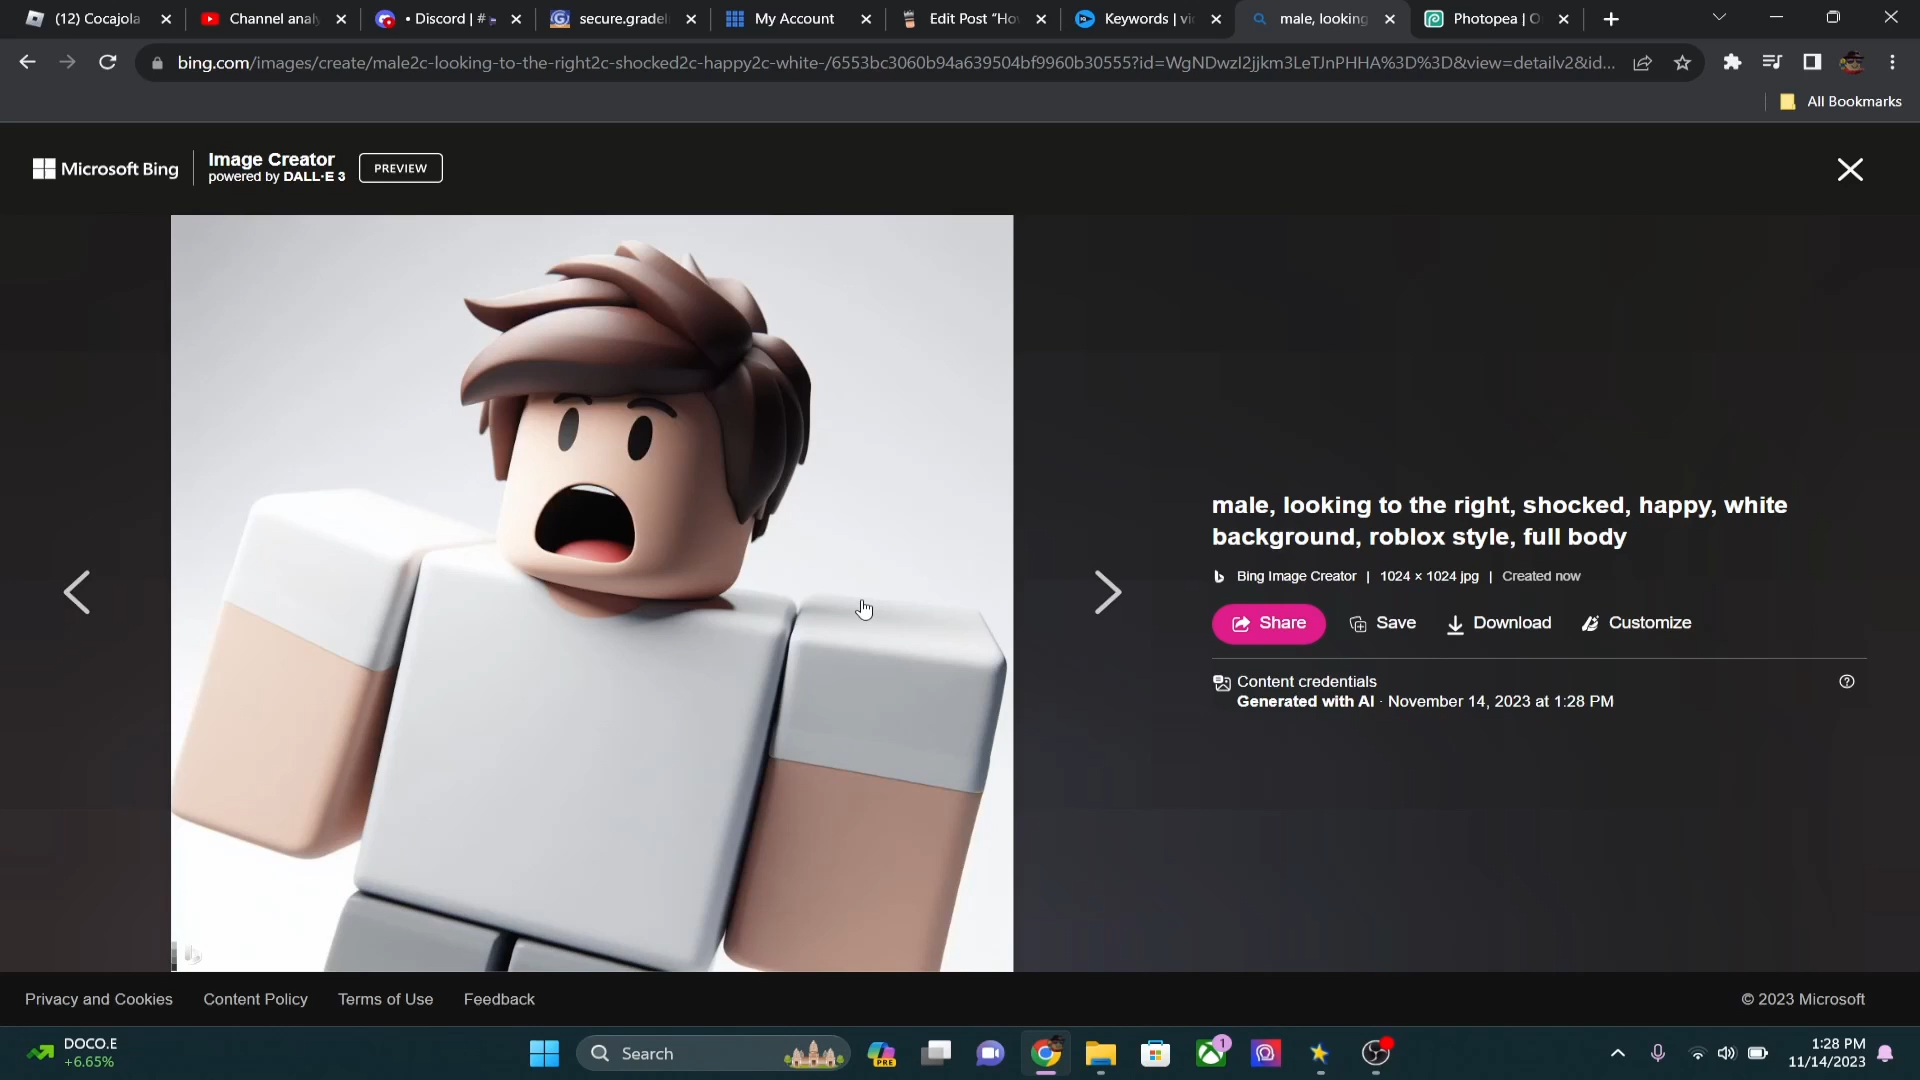 (12) Cocajola
Channel analy
• Discord | #
secure.gradel
My Account
Edit Post "Ho
Keywords | vi
male, looking
Photopea | O
bing.com/images/create/male2c-looking-to-the-right2c-shocked2c-happy2c-white-/6553bc3060b94a639504bf9960b30555?id=WgNDwzI2jjkm3LeTJnPHHA%3D%3D&view=detailv2&id...
All Bookmarks
Microsoft Bing
Image Creator
powered by DALL·E 3
PREVIEW
male, looking to the right, shocked, happy, white
background, roblox style, full body
Bing Image Creator | 1024 × 1024 jpg | Created now
Share
Save
Download
Customize
Content credentials
Generated with AI · November 14, 2023 at 1:28 PM
Privacy and Cookies
Content Policy
Terms of Use
Feedback
© 2023 Microsoft
DOCO.E
+6.65%
Search
PRE
1
1:28 PM
11/14/2023